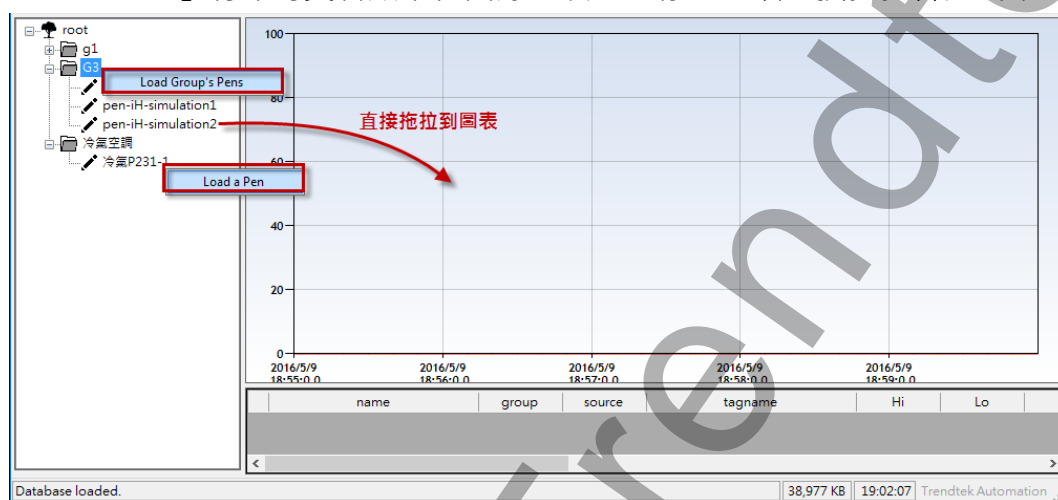 root
g1
G3
Load Group's Pens
pen-iH-simulation1
pen-iH-simulation2
冷氣空調
冷氣P231-1
Load a Pen
直接拖拉到圖表
100
80
60
40
20
0
2016/5/9 2016/5/9 2016/5/9 2016/5/9 2016/5/9
18:55:0.0 18:56:0.0 18:57:0.0 18:58:0.0 18:59:0.0
name group source tagname Hi Lo
Database loaded. 38,977 KB 19:02:07 Trendtek Automation
Trendte